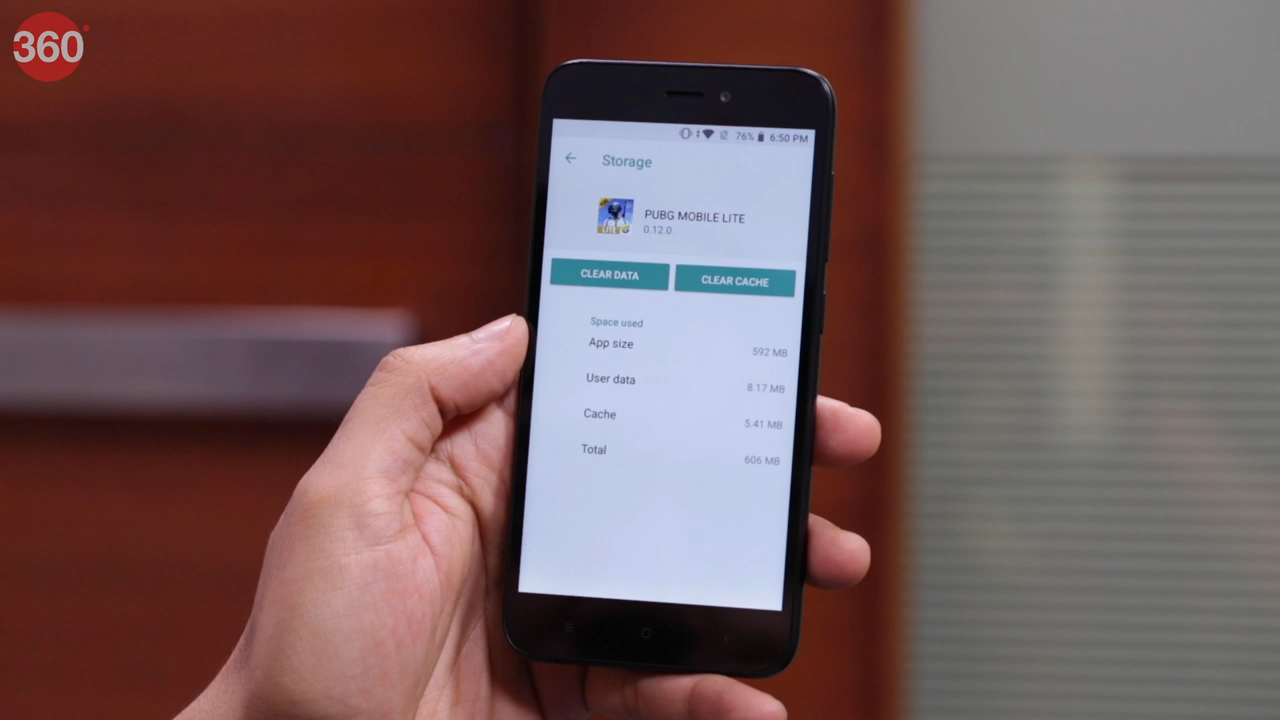 360
76% 6:50 PM
Storage
PUBG MOBILE LITE
0.12.0
CLEAR DATA CLEAR CACHE
Space used
App size 592 MB
User data 8.17 MB
Cache 5.41 MB
Total 606 MB
LITE